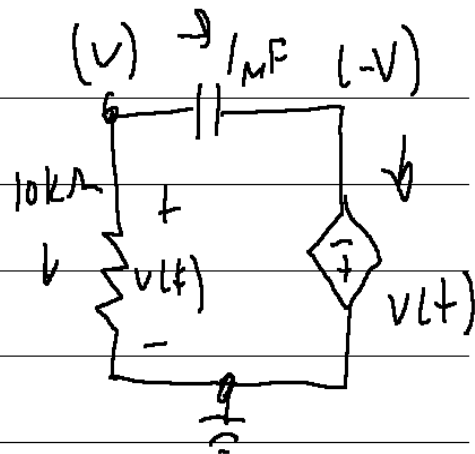 (V) → 1μF (-V)
10kΩ
+
↓ v(t) ↓
- +
v(t)
-